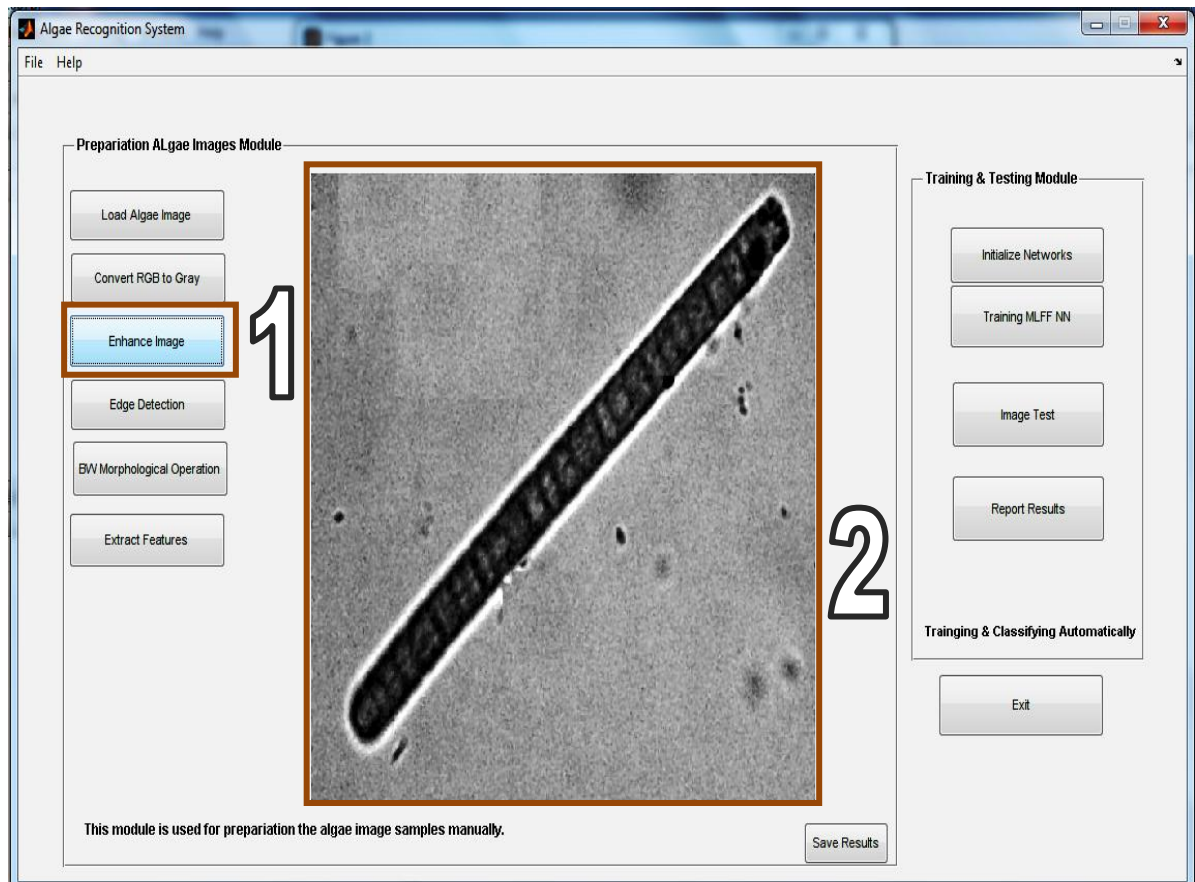 Algae Recognition System
File Help
Prepariation ALgae Images Module
Load Algae Image
Convert RGB to Gray
Enhance Image
Edge Detection
BW Morphological Operation
Extract Features
1
2
This module is used for prepariation the algae image samples manually.
Save Results
Training & Testing Module
Initialize Networks
Training MLFF NN
Image Test
Report Results
Trainging & Classifying Automatically
Exit